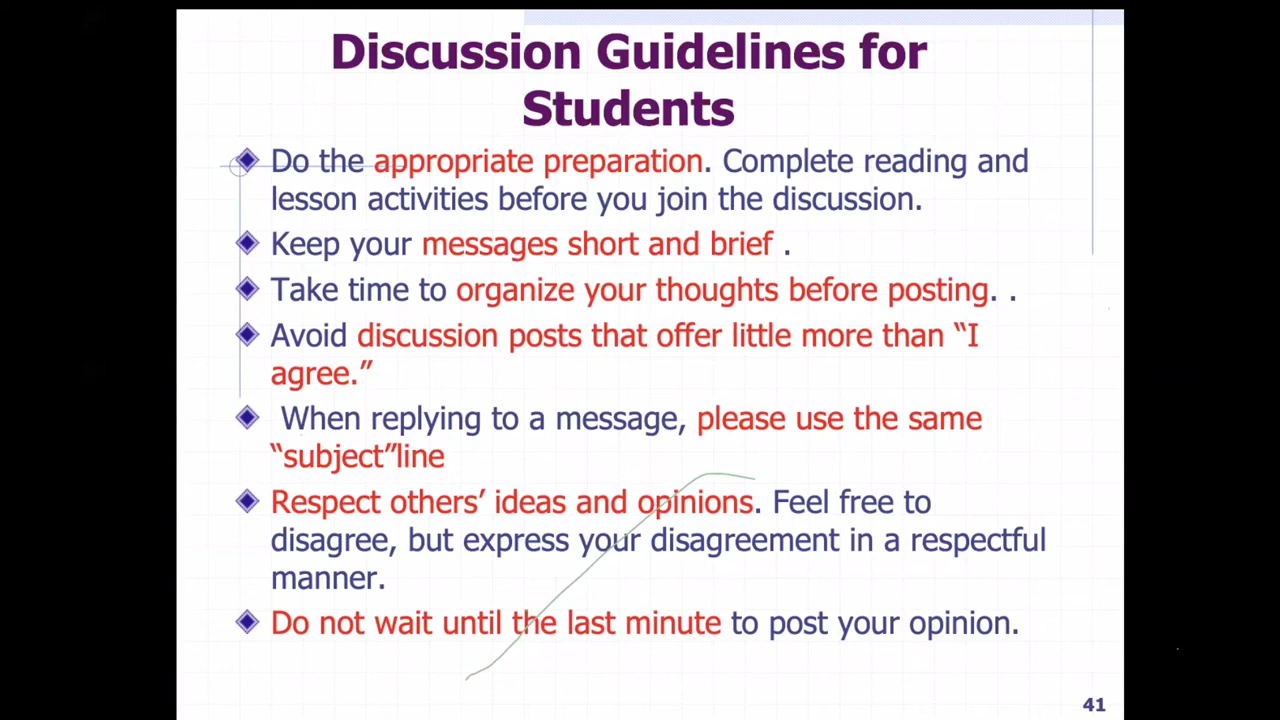 Discussion Guidelines for
Students
Do the appropriate preparation. Complete reading and
lesson activities before you join the discussion.
Keep your messages short and brief .
Take time to organize your thoughts before posting. .
Avoid discussion posts that offer little more than “I
agree.”
When replying to a message, please use the same
“subject”line
Respect others’ ideas and opinions. Feel free to
disagree, but express your disagreement in a respectful
manner.
Do not wait until the last minute to post your opinion.
41